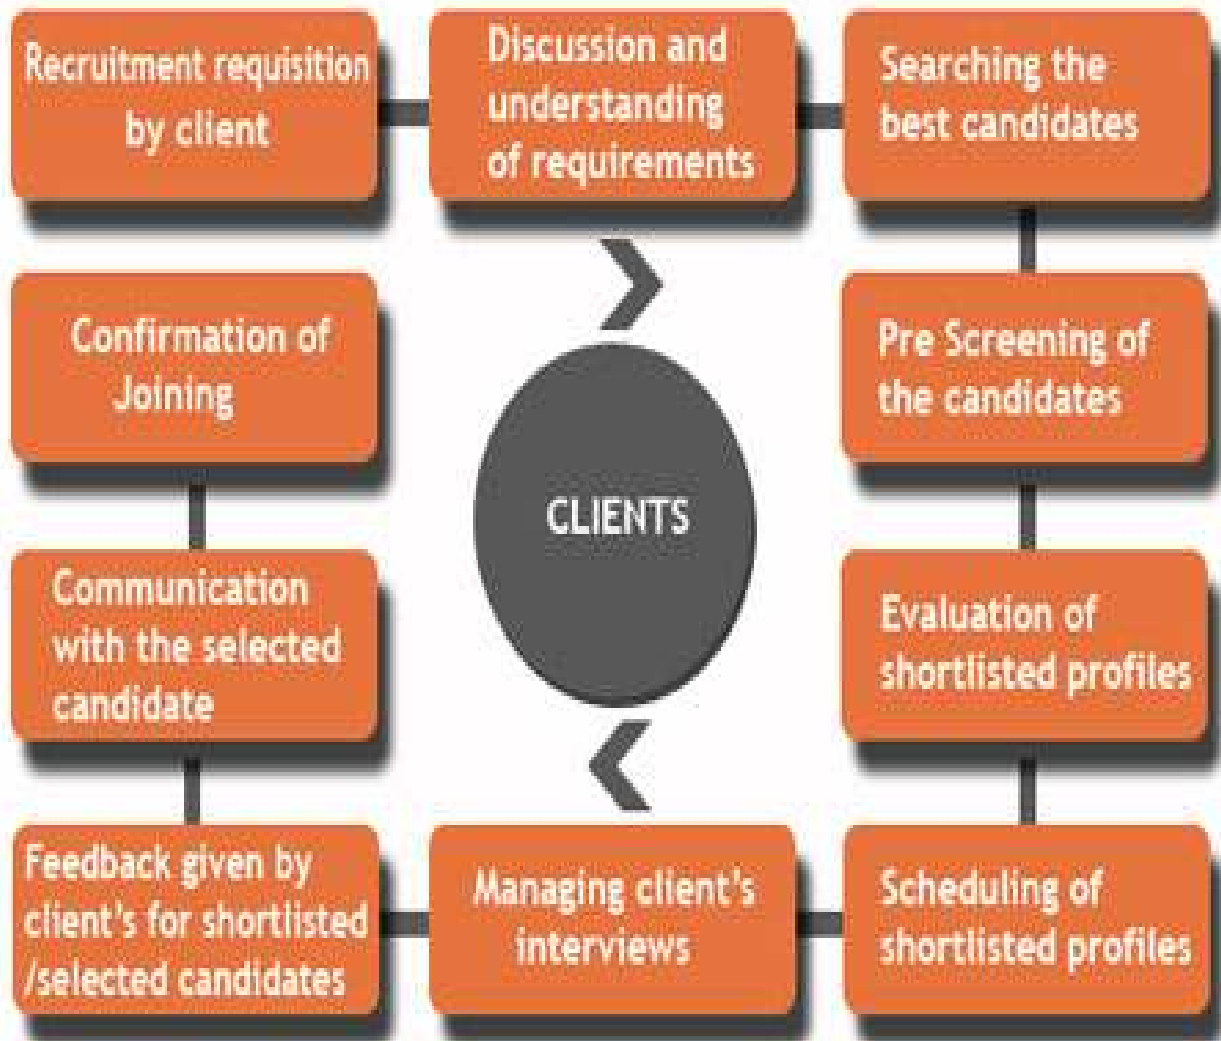 Recruitment requisition
by client
Discussion and
understanding
of requirements
Searching the
best candidates
Pre Screening of
the candidates
Evaluation of
shortlisted profiles
Scheduling of
shortlisted profiles
Managing client's
interviews
Feedback given by
client's for shortlisted
/selected candidates
Communication
with the selected
candidate
Confirmation of
Joining
CLIENTS